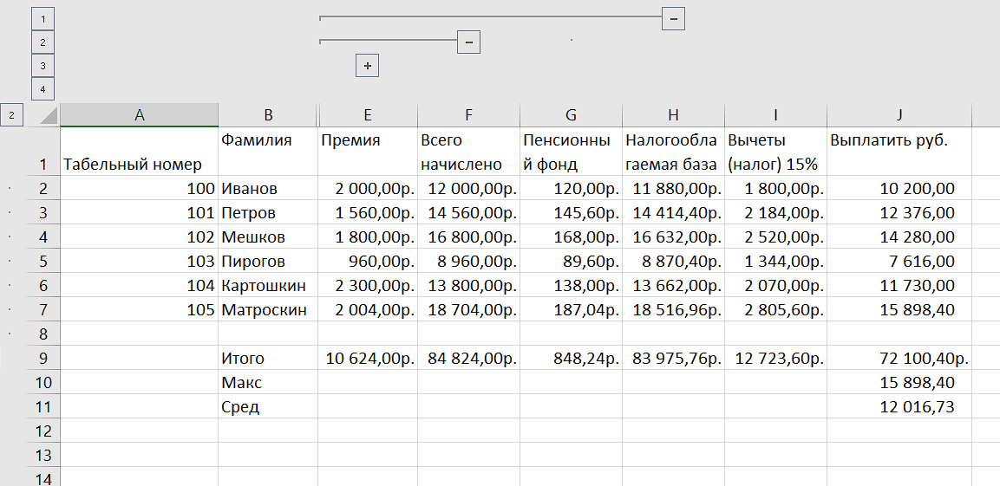 1
2
3
4
2 A B E F G H I J
Фамилия Премия Всего Пенсионны Налогообла Вычеты Выплатить руб.
1 Табельный номер начислено й фонд гаемая база (налог) 15%
2 100 Иванов 2 000,00р. 12 000,00р. 120,00р. 11 880,00р. 1 800,00р. 10 200,00
3 101 Петров 1 560,00р. 14 560,00р. 145,60р. 14 414,40р. 2 184,00р. 12 376,00
4 102 Мешков 1 800,00р. 16 800,00р. 168,00р. 16 632,00р. 2 520,00р. 14 280,00
5 103 Пирогов 960,00р. 8 960,00р. 89,60р. 8 870,40р. 1 344,00р. 7 616,00
6 104 Картошкин 2 300,00р. 13 800,00р. 138,00р. 13 662,00р. 2 070,00р. 11 730,00
7 105 Матроскин 2 004,00р. 18 704,00р. 187,04р. 18 516,96р. 2 805,60р. 15 898,40
8
9 Итого 10 624,00р. 84 824,00р. 848,24р. 83 975,76р. 12 723,60р. 72 100,40р.
10 Макс 15 898,40
11 Сред 12 016,73
12
13
14